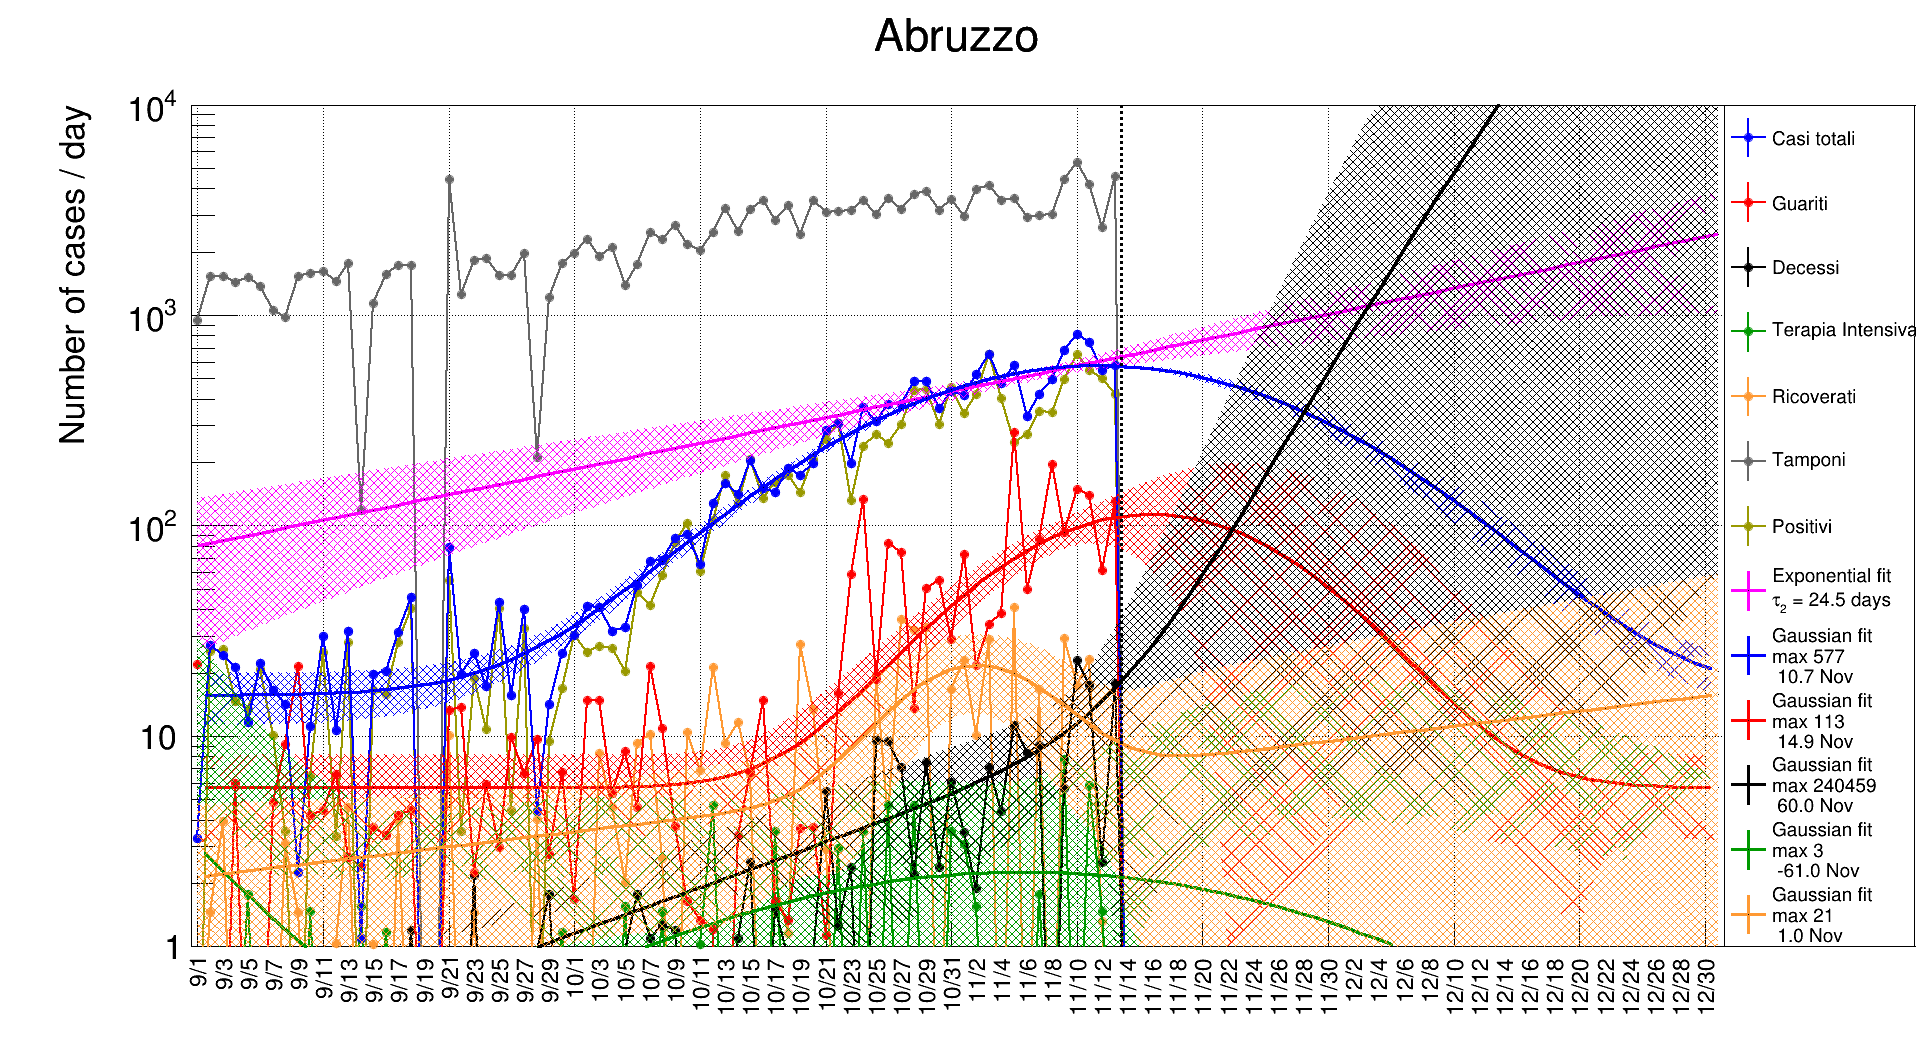 Abruzzo
Number of cases / day
10⁴
10³
10²
10
1
9/1 9/3 9/5 9/7 9/9 9/11 9/13 9/15 9/17 9/19 9/21 9/23 9/25 9/27 9/29 10/1 10/3 10/5 10/7 10/9 10/11 10/13 10/15 10/17 10/19 10/21 10/23 10/25 10/27 10/29 10/31 11/2 11/4 11/6 11/8 11/10 11/12 11/14 11/16 11/18 11/20 11/22 11/24 11/26 11/28 11/30 12/2 12/4 12/6 12/8 12/10 12/12 12/14 12/16 12/18 12/20 12/22 12/24 12/26 12/28 12/30
Casi totali
Guariti
Decessi
Terapia Intensiva
Ricoverati
Tamponi
Positivi
Exponential fit
τ₂ = 24.5 days
Gaussian fit
max 577
10.7 Nov
Gaussian fit
max 113
14.9 Nov
Gaussian fit
max 240459
60.0 Nov
Gaussian fit
max 3
-61.0 Nov
Gaussian fit
max 21
1.0 Nov